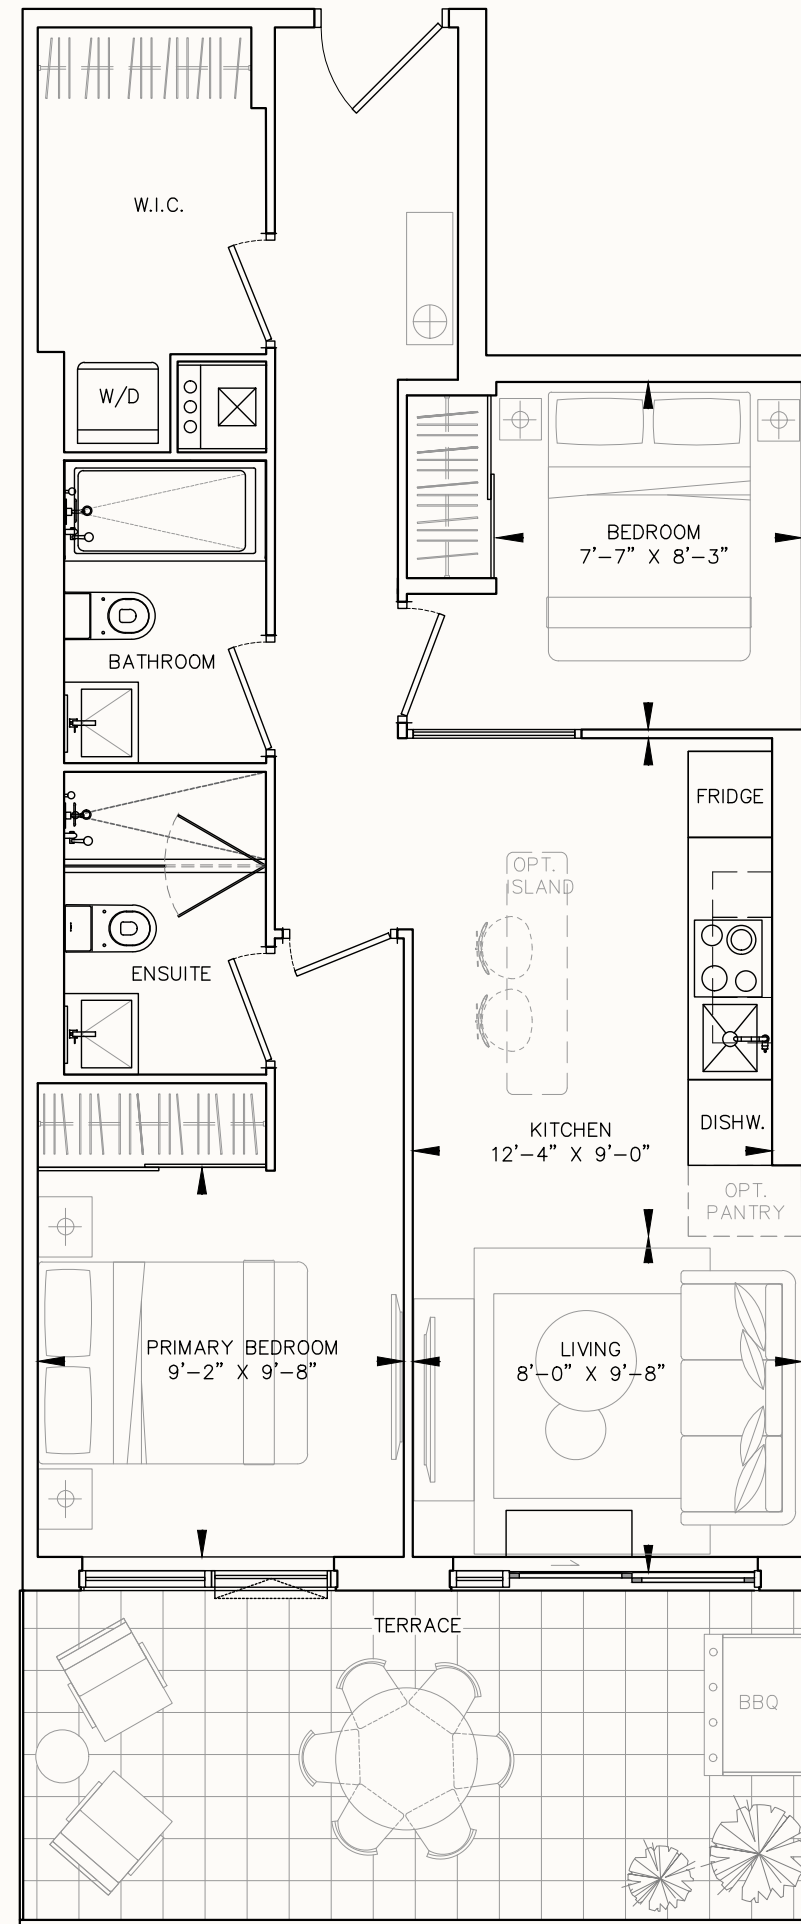 W.I.C.
W/D
BEDROOM
7'-7" X 8'-3"
BATHROOM
FRIDGE
OPT.
ISLAND
ENSUITE
KITCHEN
12'-4" X 9'-0"
DISHW.
OPT.
PANTRY
PRIMARY BEDROOM
9'-2" X 9'-8"
LIVING
8'-0" X 9'-8"
TERRACE
BBQ